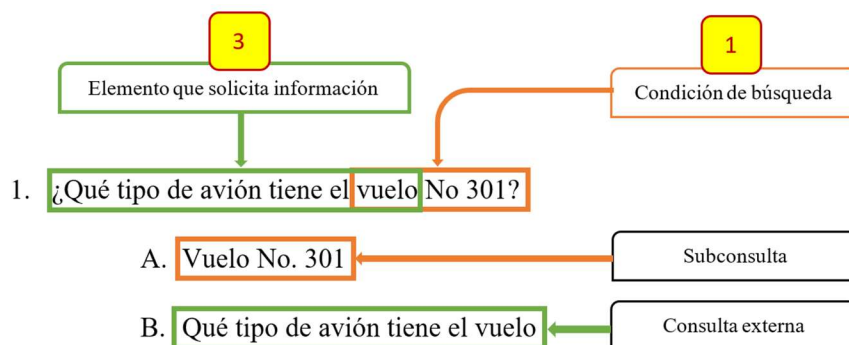 3
1
Elemento que solicita información
Condición de búsqueda
1. ¿Qué tipo de avión tiene el vuelo No 301?
A. Vuelo No. 301
Subconsulta
B. Qué tipo de avión tiene el vuelo
Consulta externa